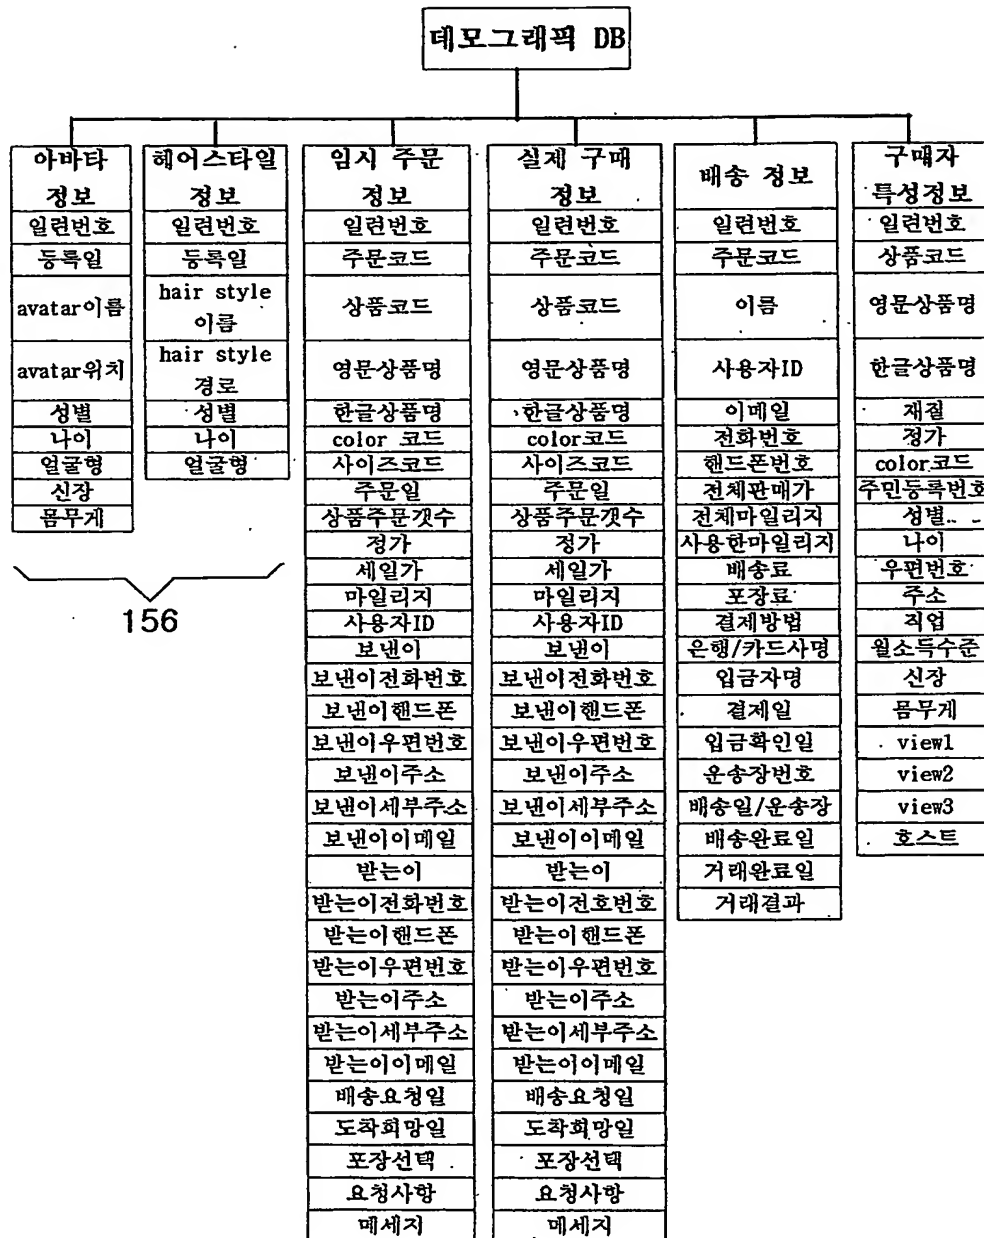 데모그래픽 DB
아바타
정보
일련번호
등록일
avatar이름
avatar위치
성별
나이
얼굴형
신장
몸무게
헤어스타일
정보
일련번호
등록일
hair style
이름
hair style
경로
성별
나이
얼굴형
156
임시 주문
정보
일련번호
주문코드
상품코드
영문상품명
한글상품명
color 코드
사이즈코드
주문일
상품주문갯수
정가
세일가
마일리지
사용자ID
보낸이
보낸이전화번호
보낸이핸드폰
보낸이우편번호
보낸이주소
보낸이세부주소
보낸이이메일
받는이
받는이전화번호
받는이핸드폰
받는이우편번호
받는이주소
받는이세부주소
받는이이메일
배송요청일
도착희망일
포장선택
요청사항
메세지
실제 구매
정보
일련번호
주문코드
상품코드
영문상품명
한글상품명
color코드
사이즈코드
주문일
상품주문갯수
정가
세일가
마일리지
사용자ID
보낸이
보낸이전화번호
보낸이핸드폰
보낸이우편번호
보낸이주소
보낸이세부주소
보낸이이메일
받는이
받는이전호번호
받는이핸드폰
받는이우편번호
받는이주소
받는이세부주소
받는이이메일
배송요청일
도착희망일
포장선택
요청사항
메세지
배송 정보
일련번호
주문코드
이름
사용자ID
이메일
전화번호
핸드폰번호
전체판매가
전체마일리지
사용한마일리지
배송료
포장료
결제방법
은행/카드사명
입금자명
결제일
입금확인일
운송장번호
배송일/운송장
배송완료일
거래완료일
거래결과
구매자
특성정보
일련번호
상품코드
영문상품명
한글상품명
재질
정가
color코드
주민등록번호
성별
나이
우편번호
주소
직업
월소득수준
신장
몸무게
view1
view2
view3
호스트